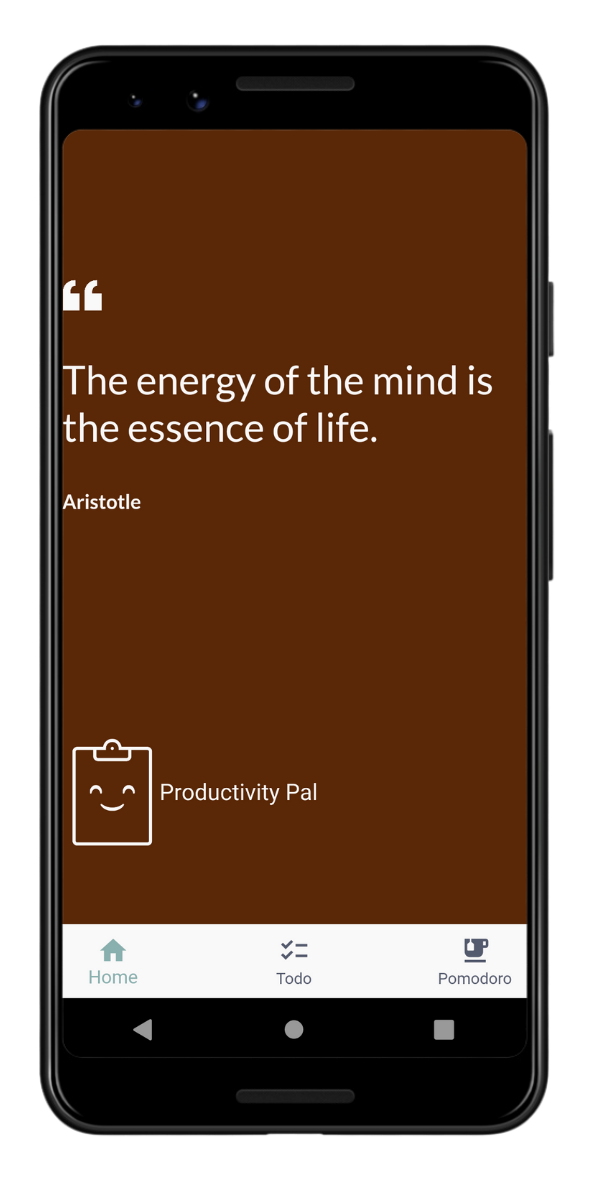 “
The energy of the mind is
the essence of life.
Aristotle
Productivity Pal
Home
Todo
Pomodoro